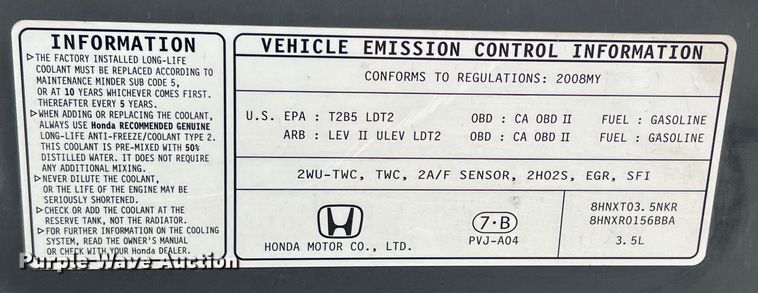 INFORMATION
▷THE FACTORY INSTALLED LONG-LIFE
COOLANT MUST BE REPLACED ACCORDING TO
MAINTENANCE MINDER SUB CODE 5,
OR AT 10 YEARS WHICHEVER COMES FIRST.
THEREAFTER EVERY 5 YEARS.
▷WHEN ADDING OR REPLACING THE COOLANT,
ALWAYS USE Honda RECOMMENDED GENUINE
LONG-LIFE ANTI-FREEZE/COOLANT TYPE 2.
THIS COOLANT IS PRE-MIXED WITH 50%
DISTILLED WATER. IT DOES NOT REQUIRE
ANY ADDITIONAL MIXING.
▷NEVER DILUTE THE COOLANT,
OR THE LIFE OF THE ENGINE MAY BE
SERIOUSLY SHORTENED.
▷CHECK OR ADD THE COOLANT AT THE
RESERVE TANK, NOT THE RADIATOR.
▷FOR FURTHER INFORMATION ON THE COOLING
SYSTEM, READ THE OWNER'S MANUAL
OR CHECK WITH YOUR Honda DEALER.
VEHICLE EMISSION CONTROL INFORMATION
CONFORMS TO REGULATIONS: 2008MY
U.S. EPA : T2B5 LDT2 OBD : CA OBD II FUEL : GASOLINE
ARB : LEV II ULEV LDT2 OBD : CA OBD II FUEL : GASOLINE
2WU-TWC, TWC, 2A/F SENSOR, 2HO2S, EGR, SFI
HONDA MOTOR CO., LTD.
7·B
PVJ-A04
8HNXT03.5NKR
8HNXR0156BBA
3.5L
Purple Wave Auction